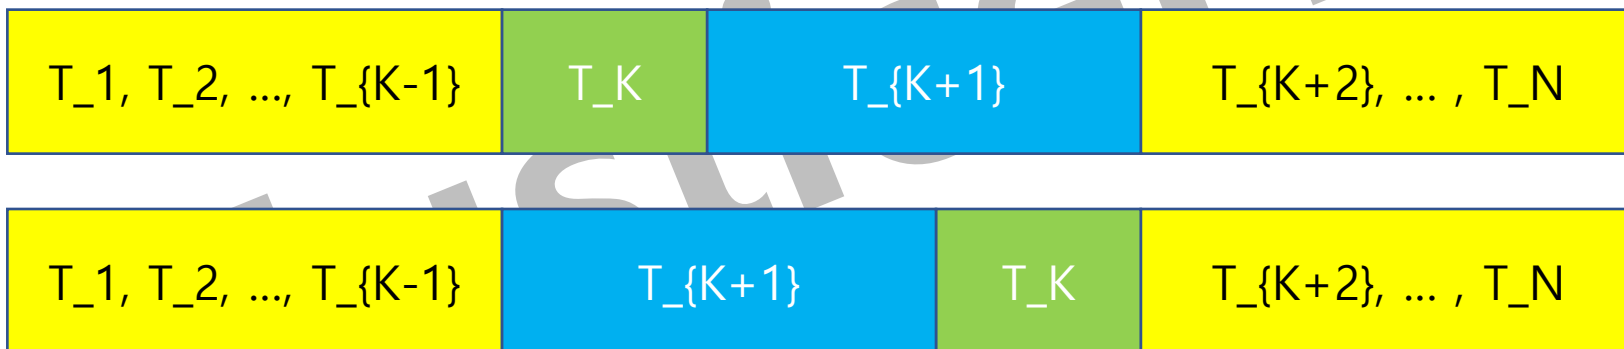 T_1, T_2, ..., T_{K-1} T_K T_{K+1} T_{K+2}, ... , T_N
T_1, T_2, ..., T_{K-1} T_{K+1} T_K T_{K+2}, ... , T_N